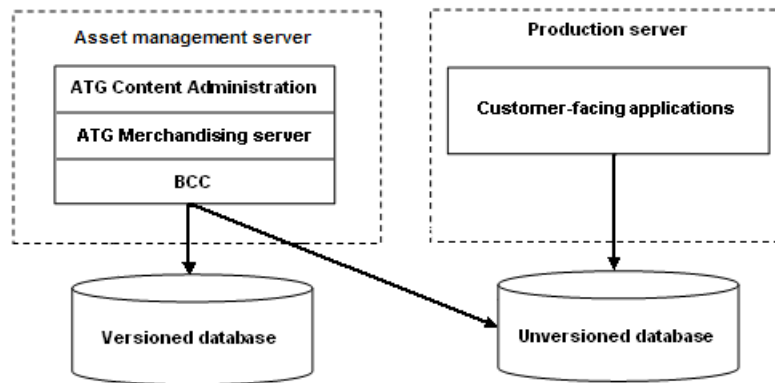 Asset management server
Production server
ATG Content Administration
ATG Merchandising server
BCC
Customer-facing applications
Versioned database
Unversioned database